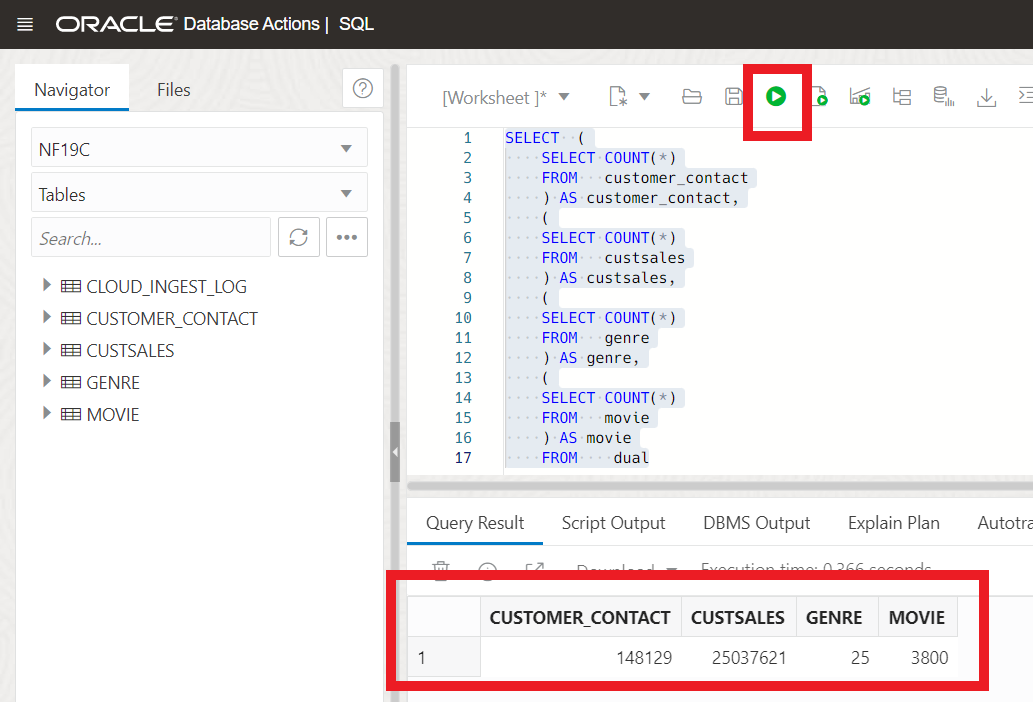 ORACLE Database Actions | SQL
Navigator Files
NF19C
Tables
Search...
CLOUD_INGEST_LOG
CUSTOMER_CONTACT
CUSTSALES
GENRE
MOVIE
[Worksheet ]*
1 SELECT (
2 SELECT COUNT(*)
3 FROM customer_contact
4 ) AS customer_contact,
5 (
6 SELECT COUNT(*)
7 FROM custsales
8 ) AS custsales,
9 (
10 SELECT COUNT(*)
11 FROM genre
12 ) AS genre,
13 (
14 SELECT COUNT(*)
15 FROM movie
16 ) AS movie
17 FROM dual
Query Result Script Output DBMS Output Explain Plan Autotra
Download Execution time: 0.366 seconds
CUSTOMER_CONTACT CUSTSALES GENRE MOVIE
1 148129 25037621 25 3800